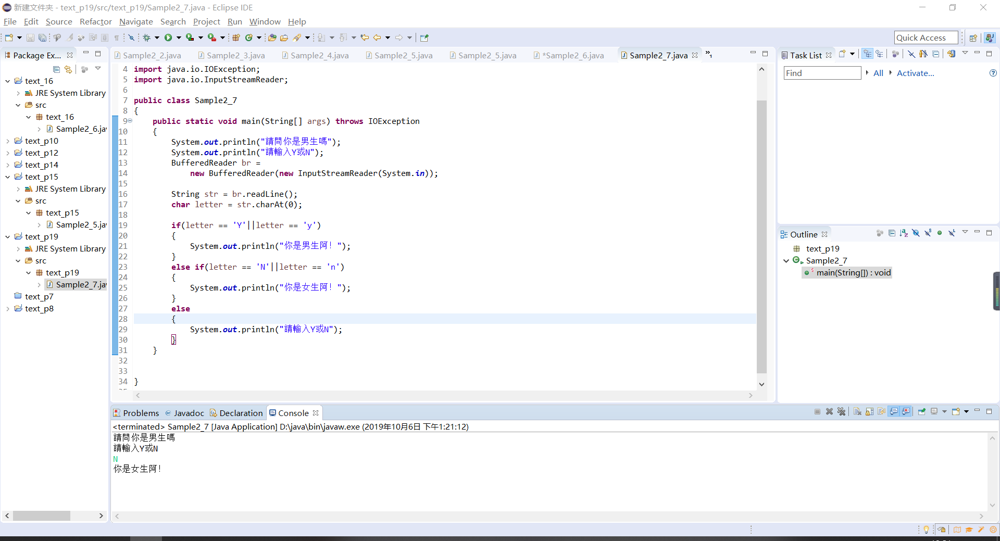 新建文件夹 - text_p19/src/text_p19/Sample2_7.java - Eclipse IDE
File Edit Source Refactor Navigate Search Project Run Window Help
Quick Access
Package Ex...
text_16
JRE System Library
src
text_16
Sample2_6.jav
text_p10
text_p12
text_p14
text_p15
JRE System Library
src
text_p15
Sample2_5.jav
text_p19
JRE System Library
src
text_p19
Sample2_7.jav
text_p7
text_p8
Sample2_2.java Sample2_3.java Sample2_4.java Sample2_5.java Sample2_5.java *Sample2_6.java Sample2_7.java »1
4 import java.io.IOException;
5 import java.io.InputStreamReader;
6
7 public class Sample2_7
8 {
9 public static void main(String[] args) throws IOException
10 {
11 System.out.println("請問你是男生嗎");
12 System.out.println("請輸入Y或N");
13 BufferedReader br =
14 new BufferedReader(new InputStreamReader(System.in));
15
16 String str = br.readLine();
17 char letter = str.charAt(0);
18
19 if(letter == 'Y'||letter == 'y')
20 {
21 System.out.println("你是男生阿！");
22 }
23 else if(letter == 'N'||letter == 'n')
24 {
25 System.out.println("你是女生阿！");
26 }
27 else
28 {
29 System.out.println("請輸入Y或N");
30 }
31 }
32
33
34 }
Task List
Find All Activate...
Outline
text_p19
Sample2_7
main(String[]) : void
Problems @ Javadoc Declaration Console
<terminated> Sample2_7 [Java Application] D:\java\bin\javaw.exe (2019年10月6日 下午1:21:12)
請問你是男生嗎
請輸入Y或N
N
你是女生阿！